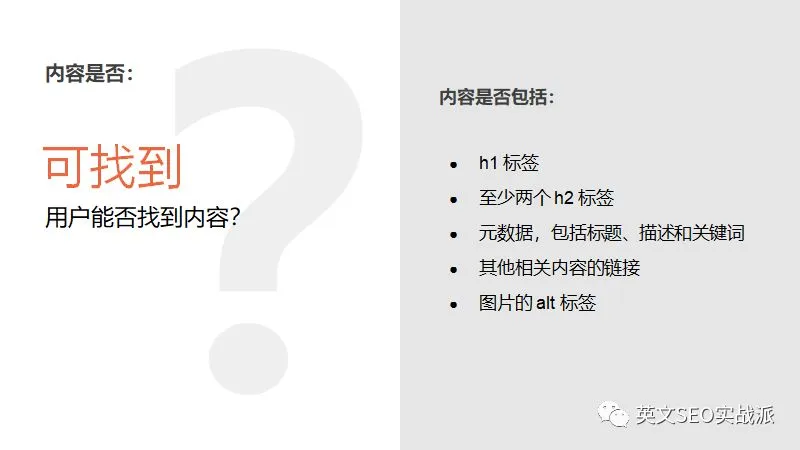 内容是否：
可找到
用户能否找到内容？
内容是否包括：
• h1 标签
• 至少两个 h2 标签
• 元数据，包括标题、描述和关键词
• 其他相关内容的链接
• 图片的 alt 标签
英文SEO实战派